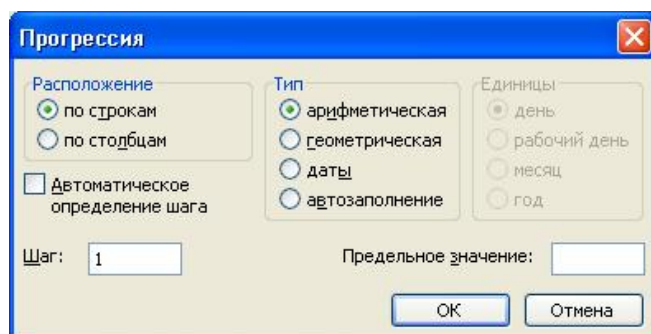 Прогрессия
Расположение
по строкам
по столбцам
Автоматическое
определение шага
Тип
арифметическая
геометрическая
даты
автозаполнение
Единицы
день
рабочий день
месяц
год
Шаг: 1
Предельное значение:
ОК
Отмена